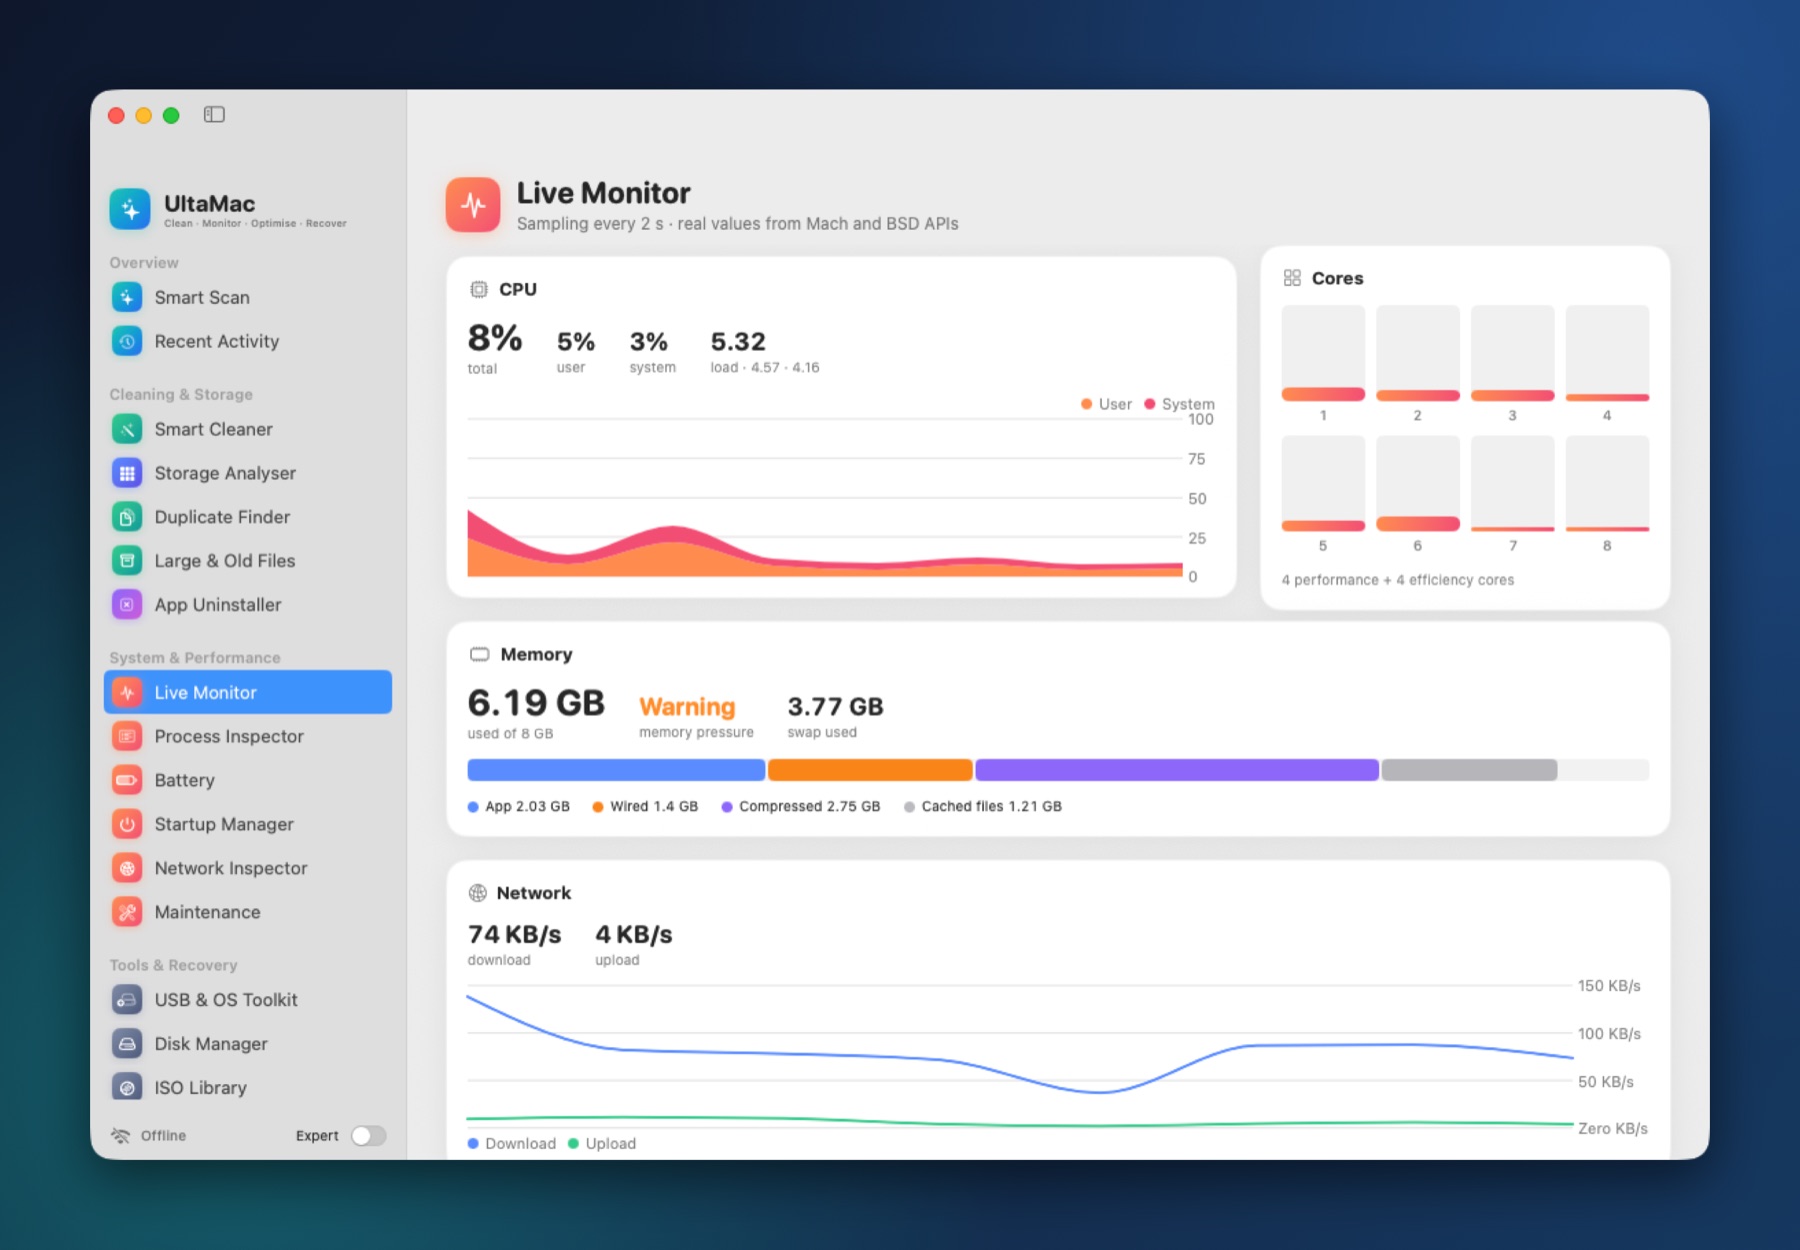 UltaMac
Clean · Monitor · Optimise · Recover
Overview
Smart Scan
Recent Activity
Cleaning & Storage
Smart Cleaner
Storage Analyser
Duplicate Finder
Large & Old Files
App Uninstaller
System & Performance
Live Monitor
Process Inspector
Battery
Startup Manager
Network Inspector
Maintenance
Tools & Recovery
USB & OS Toolkit
Disk Manager
ISO Library
Offline Expert
Live Monitor
Sampling every 2 s · real values from Mach and BSD APIs
CPU
8% 5% 3% 5.32
total user system load · 4.57 · 4.16
User System
100
75
50
25
0
Cores
1 2 3 4
5 6 7 8
4 performance + 4 efficiency cores
Memory
6.19 GB Warning 3.77 GB
used of 8 GB memory pressure swap used
App 2.03 GB Wired 1.4 GB Compressed 2.75 GB Cached files 1.21 GB
Network
74 KB/s 4 KB/s
download upload
150 KB/s
100 KB/s
50 KB/s
Zero KB/s
Download Upload